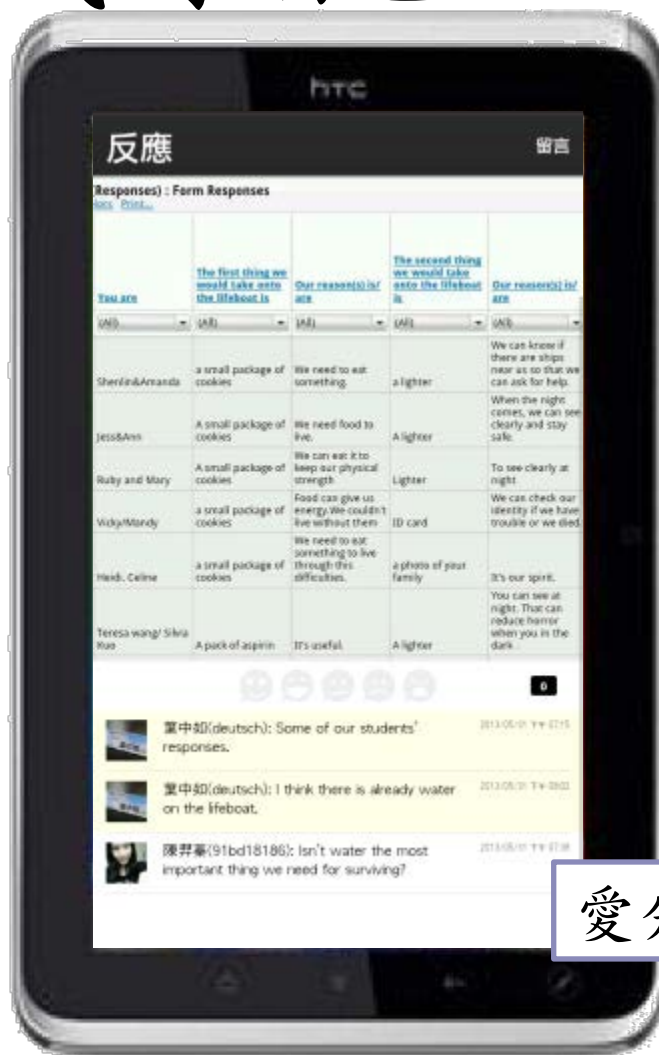 htc
反應 留言
(Responses) : Form Responses
Print...
You are
The first thing we
would take onto
the lifeboat is
Our reason(s) is/
are
The second thing
we would take
onto the lifeboat
is
Our reason(s) is/
are
(All) (All) (All) (All) (All)
Shenlin&Amanda
a small package of
cookies
We need to eat
something.
a lighter
We can know if
there are ships
near us so that we
can ask for help.
Jess&Ann
A small package of
cookies
We need food to
live.
A lighter
When the night
comes, we can see
clearly and stay
safe.
Ruby and Mary
A small package of
cookies
We can eat it to
keep our physical
strength
Lighter
To see clearly at
night
Vicky/Mandy
a small package of
cookies
Food can give us
energy.We couldn't
live without them
ID card
We can check our
identity if we have
trouble or we died.
Heidi, Celine
a small package of
cookies
We need to eat
something to live
through this
difficulties.
a photo of your
family
It's our spirit.
Teresa wang/ Silvia
Kuo
A pack of aspirin
It's useful.
A lighter
You can see at
night. That can
reduce horror
when you in the
dark
0
葉中如(deutsch): Some of our students'
responses.
葉中如(deutsch): I think there is already water
on the lifeboat.
陳羿蓁(91bd18186): Isn't water the most
important thing we need for surviving?
愛